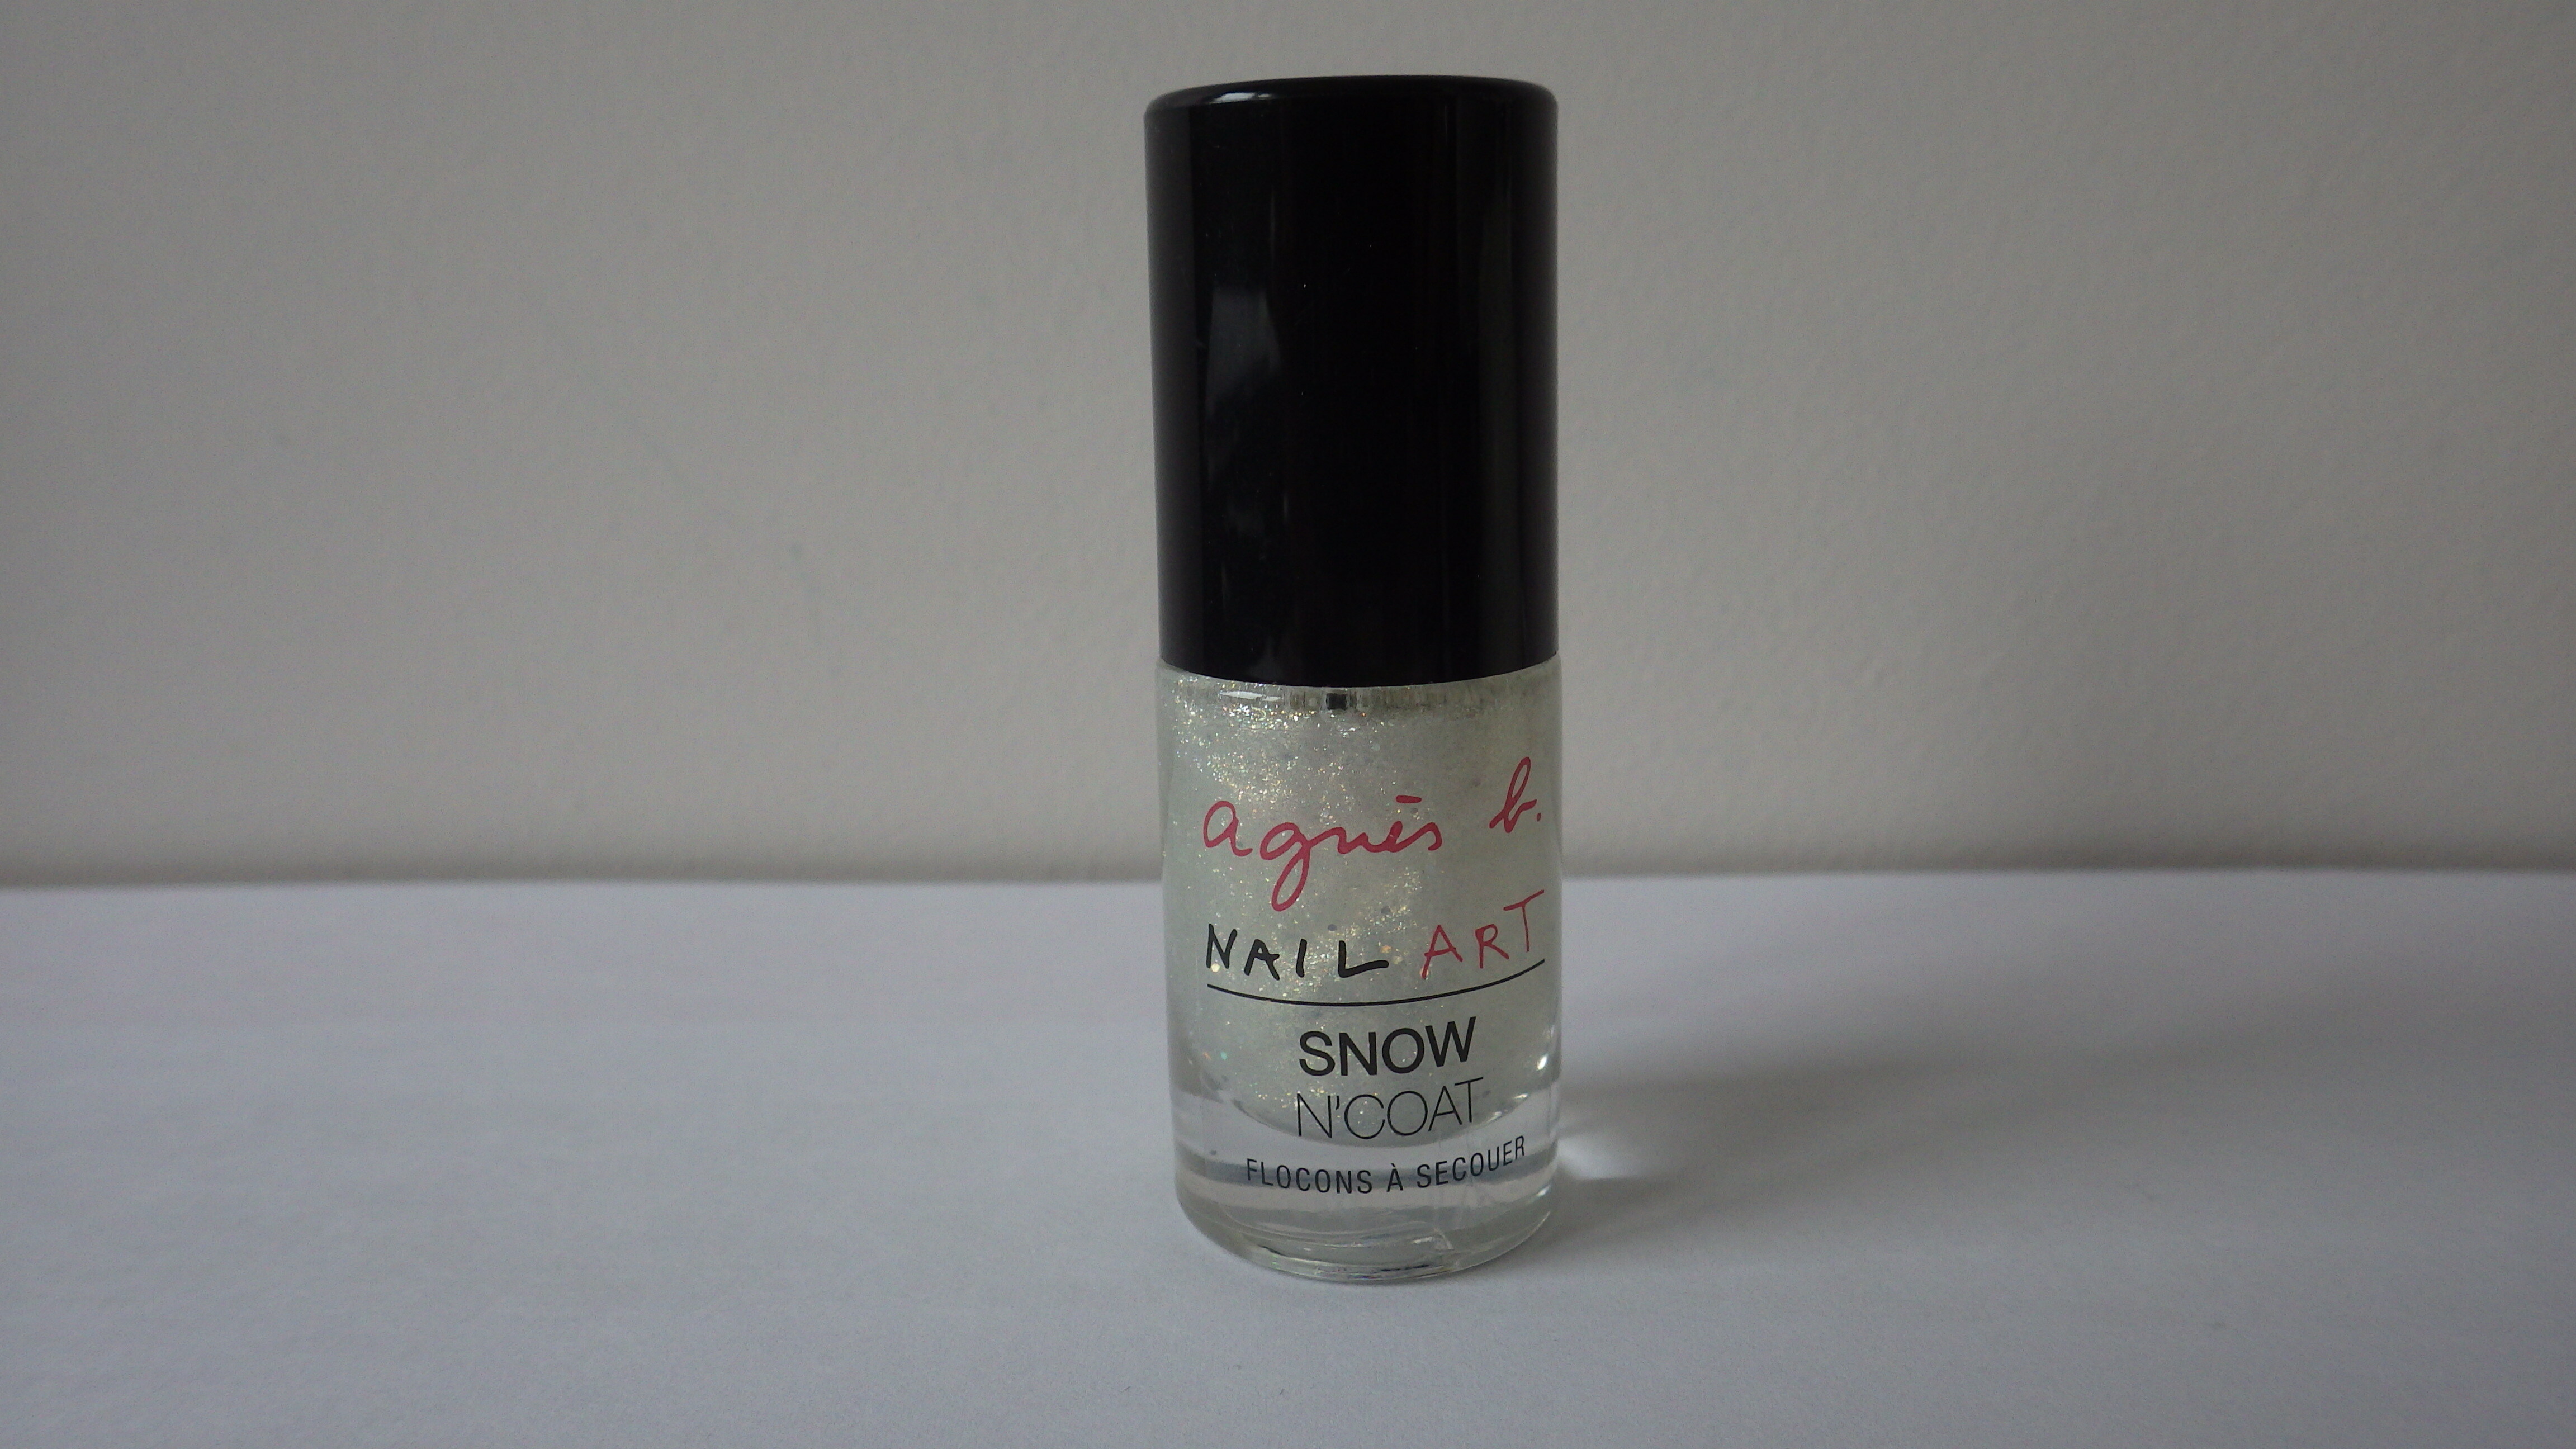 agnès b.
NAIL ART
SNOW
N'COAT
FLOCONS À SECOUER